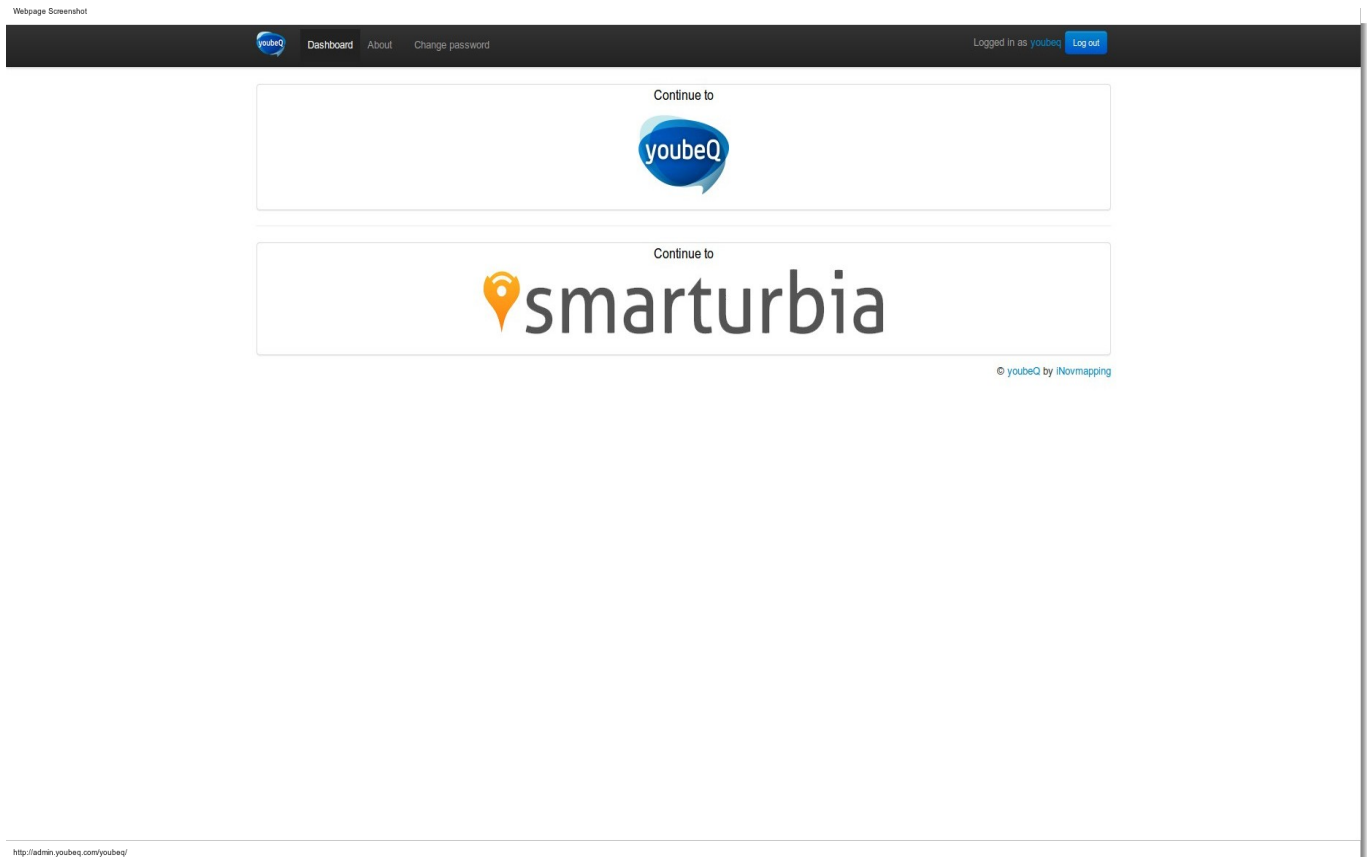 Webpage Screenshot
youbeQ Dashboard About Change password Logged in as youbeq Log out
Continue to
youbeQ
Continue to
smarturbia
© youbeQ by iNovmapping
http://admin.youbeq.com/youbeq/